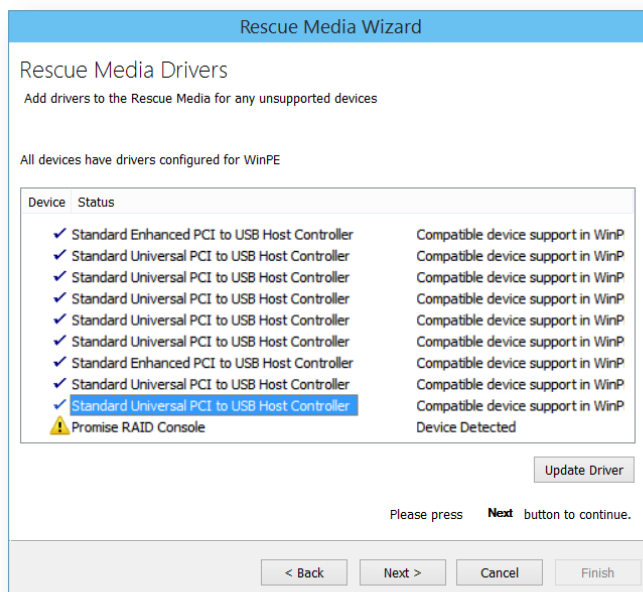 Rescue Media Wizard
Rescue Media Drivers
Add drivers to the Rescue Media for any unsupported devices
All devices have drivers configured for WinPE
Device Status
Standard Enhanced PCI to USB Host Controller Compatible device support in WinP
Standard Universal PCI to USB Host Controller Compatible device support in WinP
Standard Universal PCI to USB Host Controller Compatible device support in WinP
Standard Universal PCI to USB Host Controller Compatible device support in WinP
Standard Universal PCI to USB Host Controller Compatible device support in WinP
Standard Universal PCI to USB Host Controller Compatible device support in WinP
Standard Enhanced PCI to USB Host Controller Compatible device support in WinP
Standard Universal PCI to USB Host Controller Compatible device support in WinP
Standard Universal PCI to USB Host Controller Compatible device support in WinP
Promise RAID Console Device Detected
Update Driver
Please press Next button to continue.
< Back Next > Cancel Finish